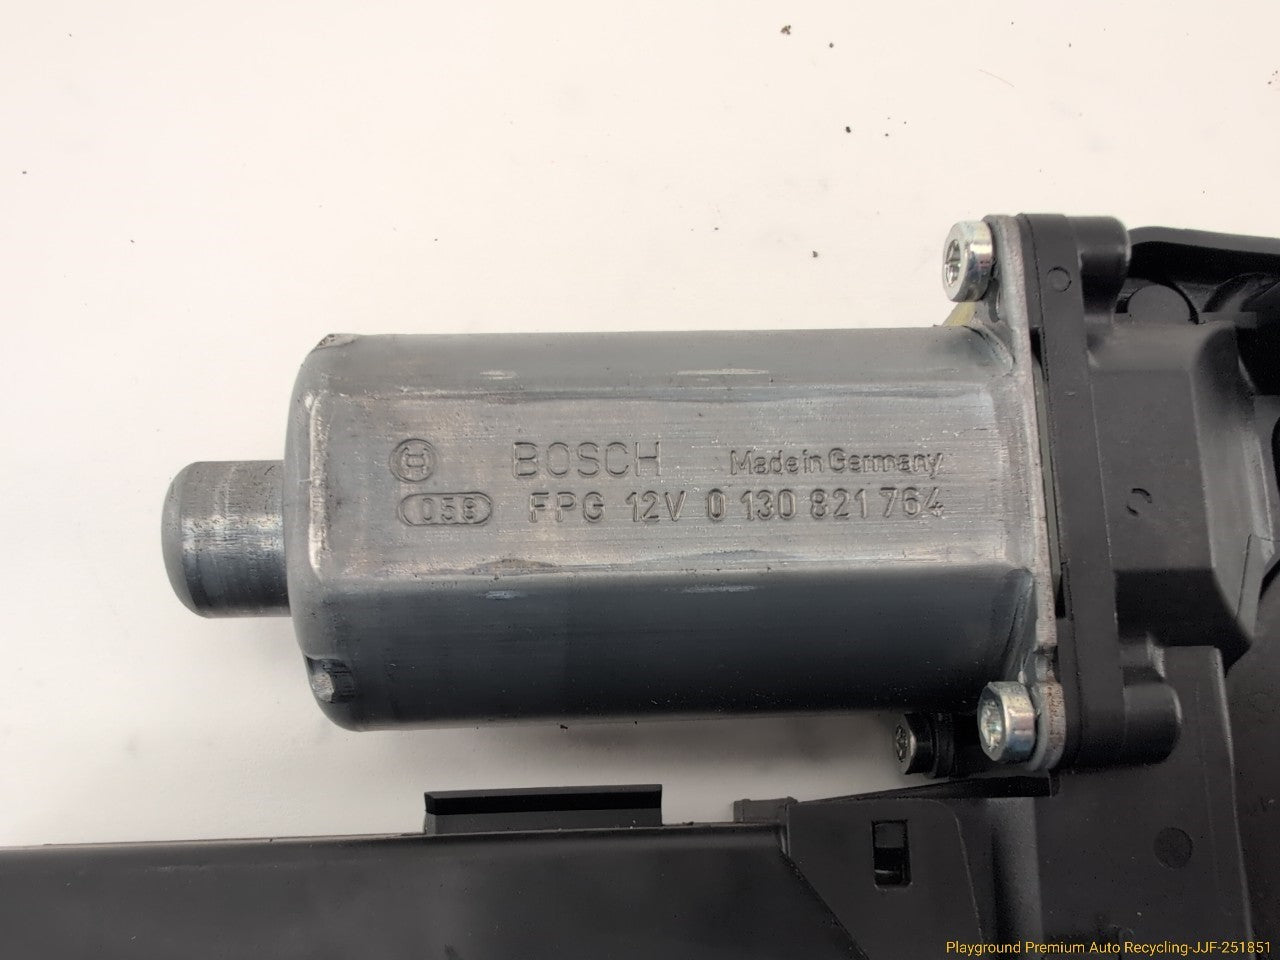 BOSCH Made in Germany
058 FPG 12V 0 130 821 764
Playground Premium Auto Recycling-JJF-251851